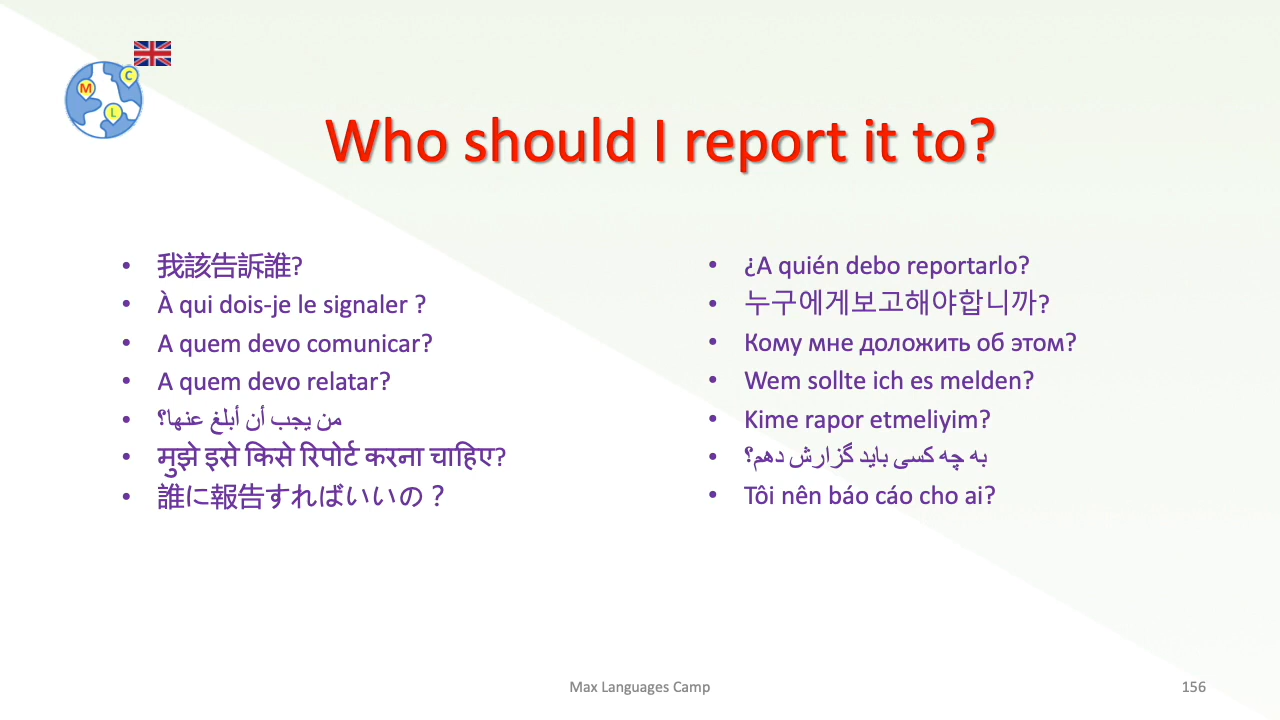 M
C
L
Who should I report it to?
• 我該告訴誰?
• À qui dois-je le signaler ?
• A quem devo comunicar?
• A quem devo relatar?
• من يجب أن أبلغ عنها؟
• मुझे इसे किसे रिपोर्ट करना चाहिए?
• 誰に報告すればいいの？
• ¿A quién debo reportarlo?
• 누구에게보고해야합니까?
• Кому мне доложить об этом?
• Wem sollte ich es melden?
• Kime rapor etmeliyim?
• به چه کسی باید گزارش دهم؟
• Tôi nên báo cáo cho ai?
Max Languages Camp
156